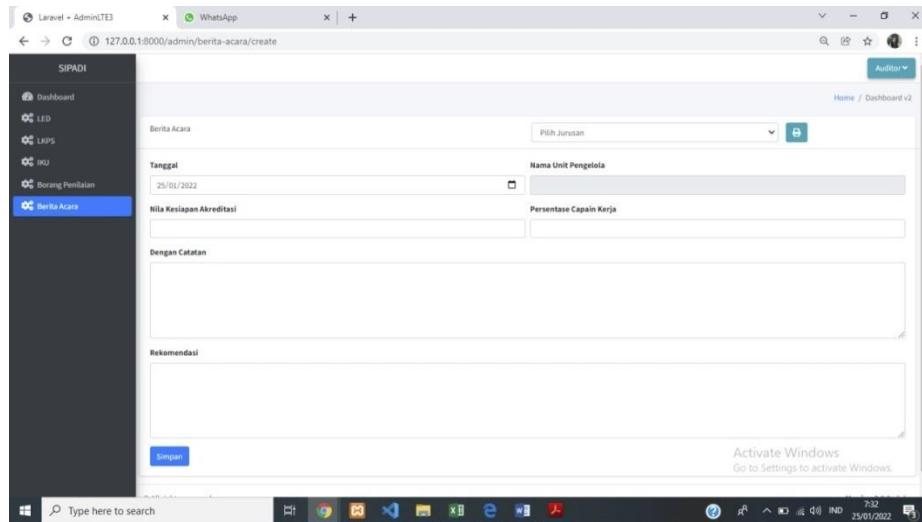 Laravel + AdminLTE3
WhatsApp
127.0.0.1:8000/admin/berita-acara/create
SIPADI
Auditor
Dashboard
Home / Dashboard v2
LED
LKPS
IKU
Borang Penilaian
Berita Acara
Berita Acara
Pilih Jurusan
Tanggal
Nama Unit Pengelola
25/01/2022
Nila Kesiapan Akreditasi
Persentase Capain Kerja
Dengan Catatan
Rekomendasi
Simpan
Activate Windows
Go to Settings to activate Windows.
Type here to search
IND
7:32
25/01/2022